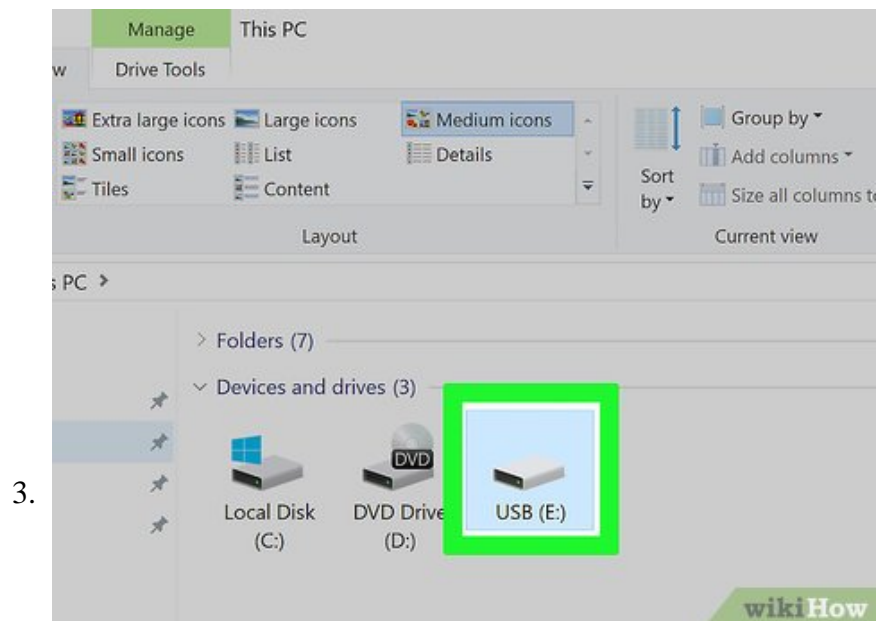 Manage This PC
w Drive Tools
Extra large icons Large icons Medium icons
Small icons List Details
Tiles Content
Sort by
Group by
Add columns
Size all columns to
Layout Current view
s PC
Folders (7)
Devices and drives (3)
DVD
Local Disk (C:)
DVD Drive (D:)
USB (E:)
3.
wikiHow